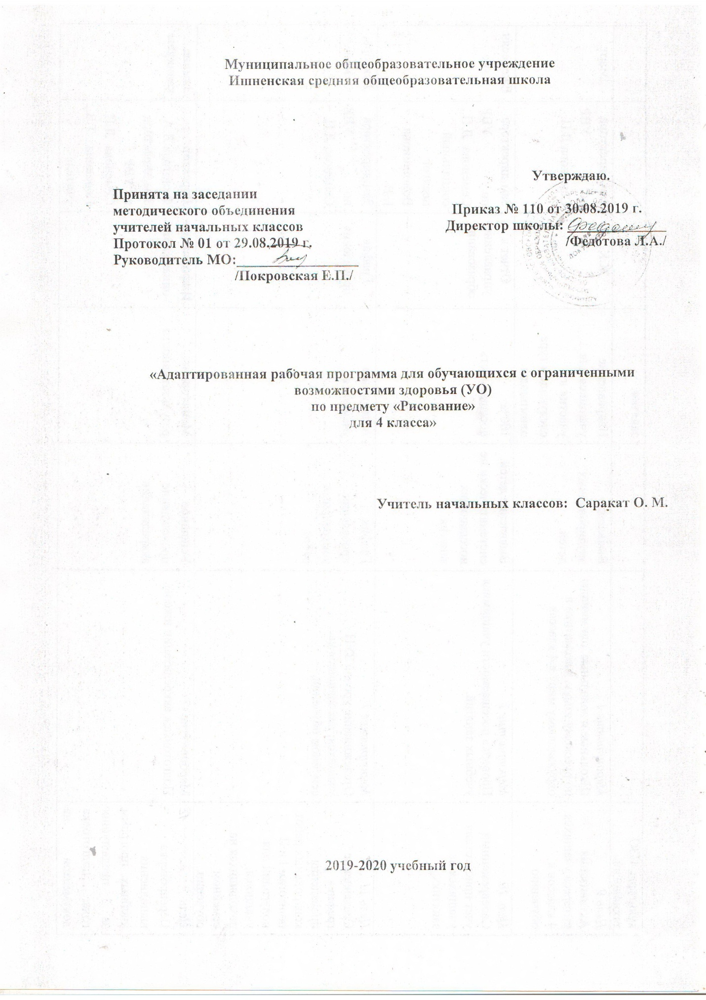 Муниципальное общеобразовательное учреждение
Ишненская средняя общеобразовательная школа
Утверждаю.
Принята на заседании
методического объединения
учителей начальных классов
Протокол № 01 от 29.08.2019 г.
Руководитель МО:
/Покровская Е.П./
Приказ № 110 от 30.08.2019 г.
Директор школы:
/Федотова Л.А./
«Адаптированная рабочая программа для обучающихся с ограниченными
возможностями здоровья (УО)
по предмету «Рисование»
для 4 класса»
Учитель начальных классов: Саракат О. М.
2019-2020 учебный год